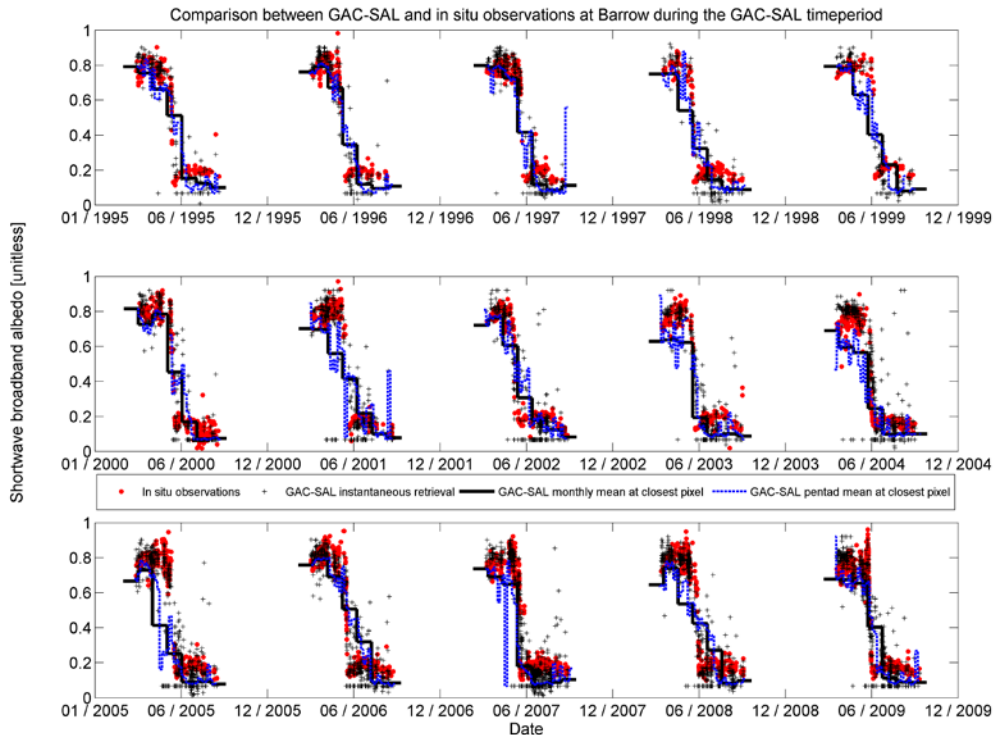 Comparison between GAC-SAL and in situ observations at Barrow during the GAC-SAL timeperiod
Shortwave broadband albedo [unitless]
1
0.8
0.6
0.4
0.2
0
01 / 1995 06 / 1995 12 / 1995 06 / 1996 12 / 1996 06 / 1997 12 / 1997 06 / 1998 12 / 1998 06 / 1999 12 / 1999
1
0.8
0.6
0.4
0.2
0
01 / 2000 06 / 2000 12 / 2000 06 / 2001 12 / 2001 06 / 2002 12 / 2002 06 / 2003 12 / 2003 06 / 2004 12 / 2004
In situ observations GAC-SAL instantaneous retrieval GAC-SAL monthly mean at closest pixel GAC-SAL pentad mean at closest pixel
1
0.8
0.6
0.4
0.2
0
01 / 2005 06 / 2005 12 / 2005 06 / 2006 12 / 2006 06 / 2007 12 / 2007 06 / 2008 12 / 2008 06 / 2009 12 / 2009
Date